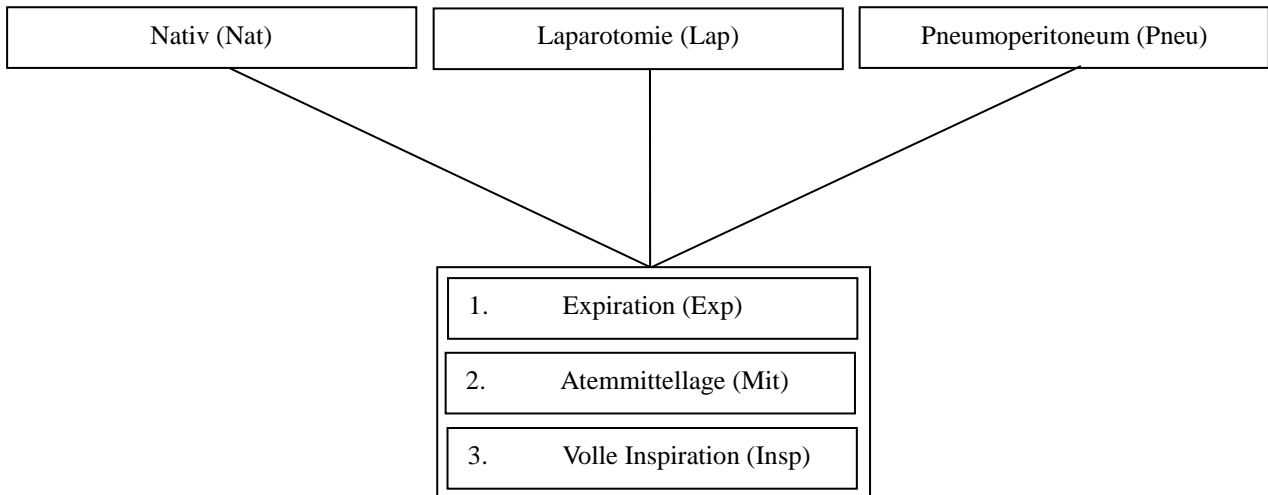 Nativ (Nat)
Laparotomie (Lap)
Pneumoperitoneum (Pneu)
1. Expiration (Exp)
2. Atemmittellage (Mit)
3. Volle Inspiration (Insp)